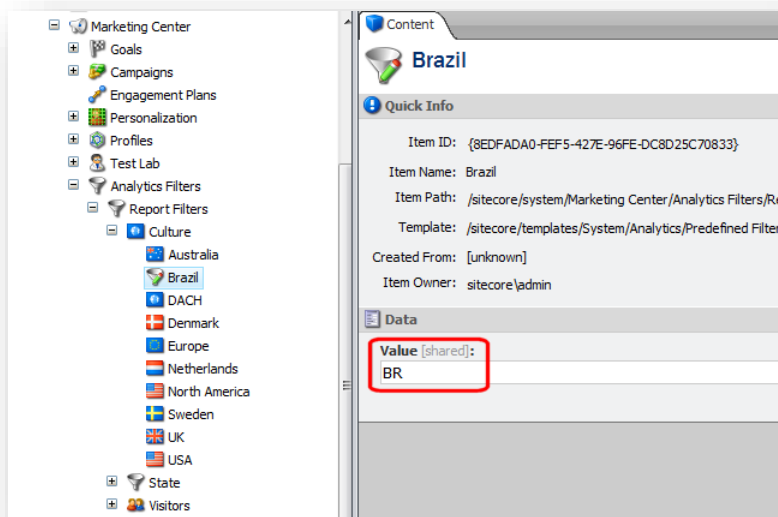 Marketing Center
Goals
Campaigns
Engagement Plans
Personalization
Profiles
Test Lab
Analytics Filters
Report Filters
Culture
Australia
Brazil
DACH
Denmark
Europe
Netherlands
North America
Sweden
UK
USA
State
Visitors
Content
Brazil
Quick Info
Item ID: {8EDFADA0-FEF5-427E-96FE-DC8D25C70833}
Item Name: Brazil
Item Path: /sitecore/system/Marketing Center/Analytics Filters/Re
Template: /sitecore/templates/System/Analytics/Predefined Filter
Created From: [unknown]
Item Owner: sitecore\admin
Data
Value [shared]:
BR